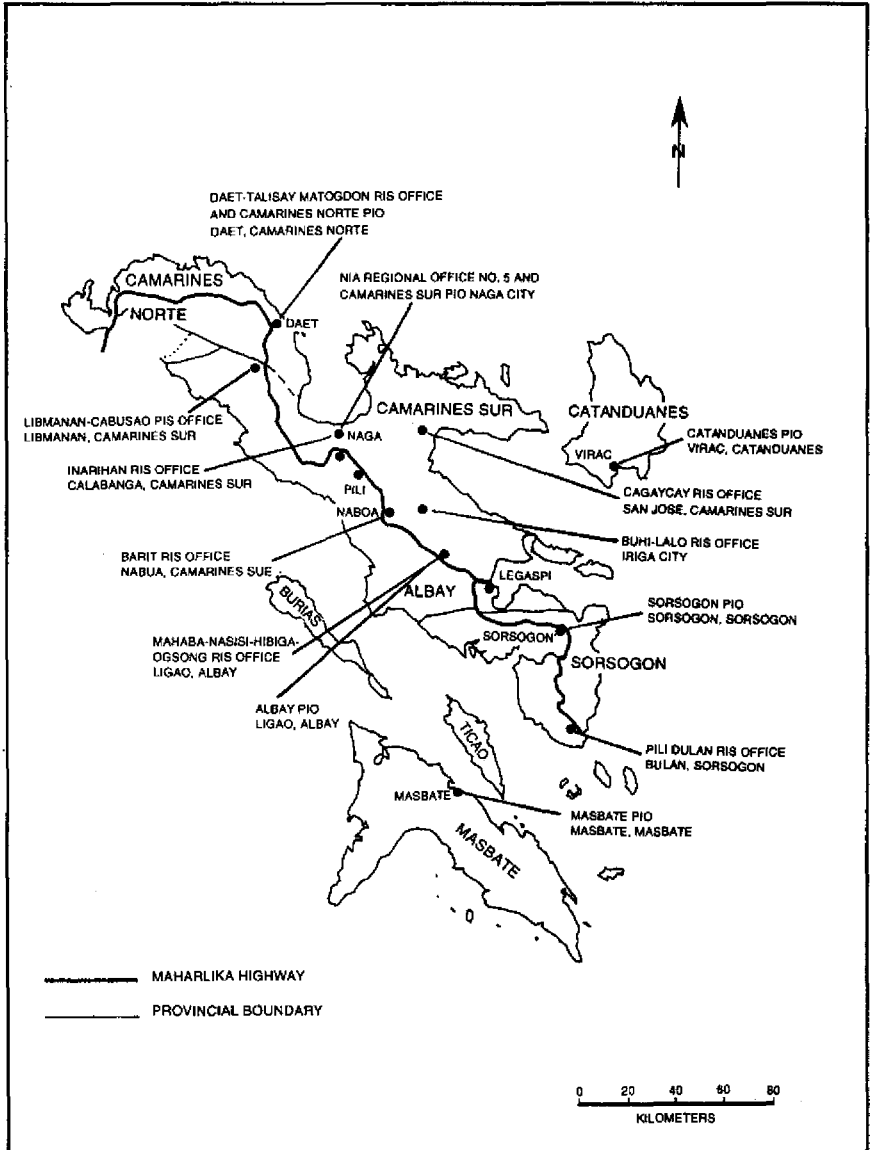 N
DAET-TALISAY MATOGDON RIS OFFICE
AND CAMARINES NORTE PIO
DAET, CAMARINES NORTE
NIA REGIONAL OFFICE NO. 5 AND
CAMARINES SUR PIO NAGA CITY
CAMARINES
NORTE
DAET
CAMARINES SUR
CATANDUANES
LIBMANAN-CABUSAO PIS OFFICE
LIBMANAN, CAMARINES SUR
NAGA
CATANDUANES PIO
VIRAC, CATANDUANES
VIRAC
INARIHAN RIS OFFICE
CALABANGA, CAMARINES SUR
PILI
CAGAYCAY RIS OFFICE
SAN JOSE, CAMARINES SUR
NABOA
BUHI-LALO RIS OFFICE
IRIGA CITY
BARIT RIS OFFICE
NABUA, CAMARINES SUE
LEGASPI
ALBAY
BURIAS
SORSOGON PIO
SORSOGON, SORSOGON
SORSOGON
MAHABA-NASISI-HIBIGA-
OGSONG RIS OFFICE
LIGAO, ALBAY
SORSOGON
ALBAY PIO
LIGAO, ALBAY
TICAO
PILI DULAN RIS OFFICE
BULAN, SORSOGON
MASBATE
MASBATE PIO
MASBATE, MASBATE
MASBATE
MAHARLIKA HIGHWAY
PROVINCIAL BOUNDARY
0 20 40 60 80
KILOMETERS